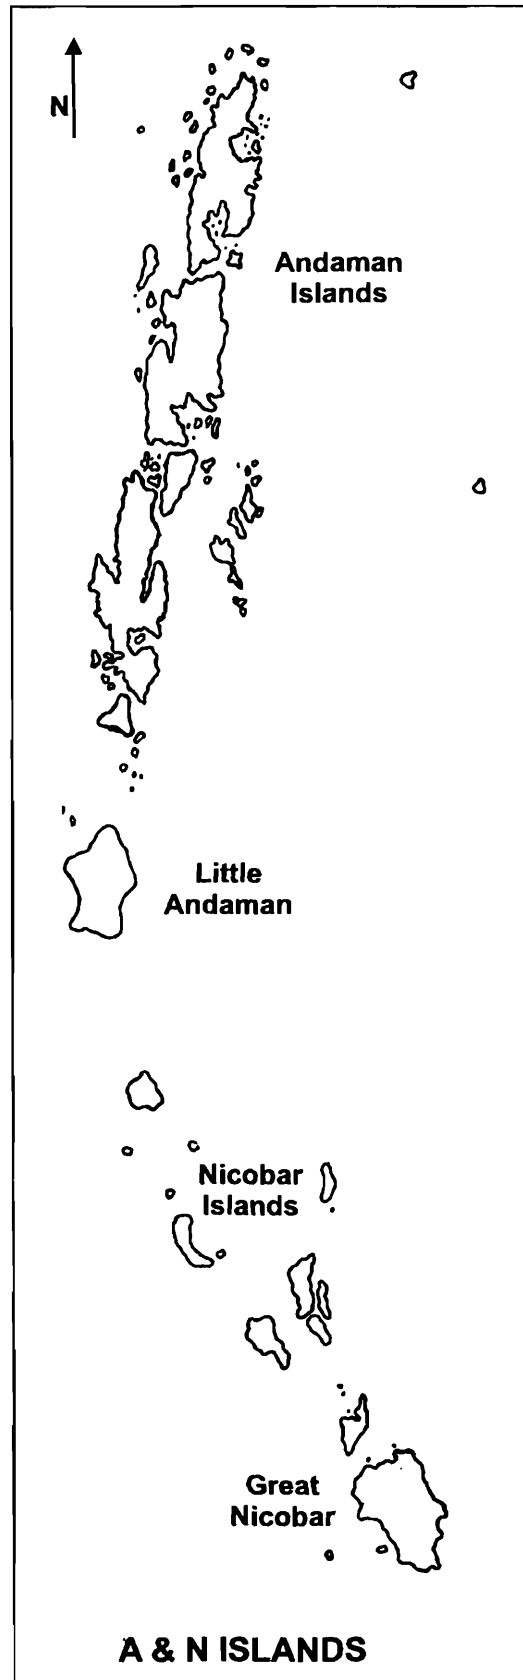 N
Andaman
Islands
Little
Andaman
Nicobar
Islands
Great
Nicobar
A & N ISLANDS